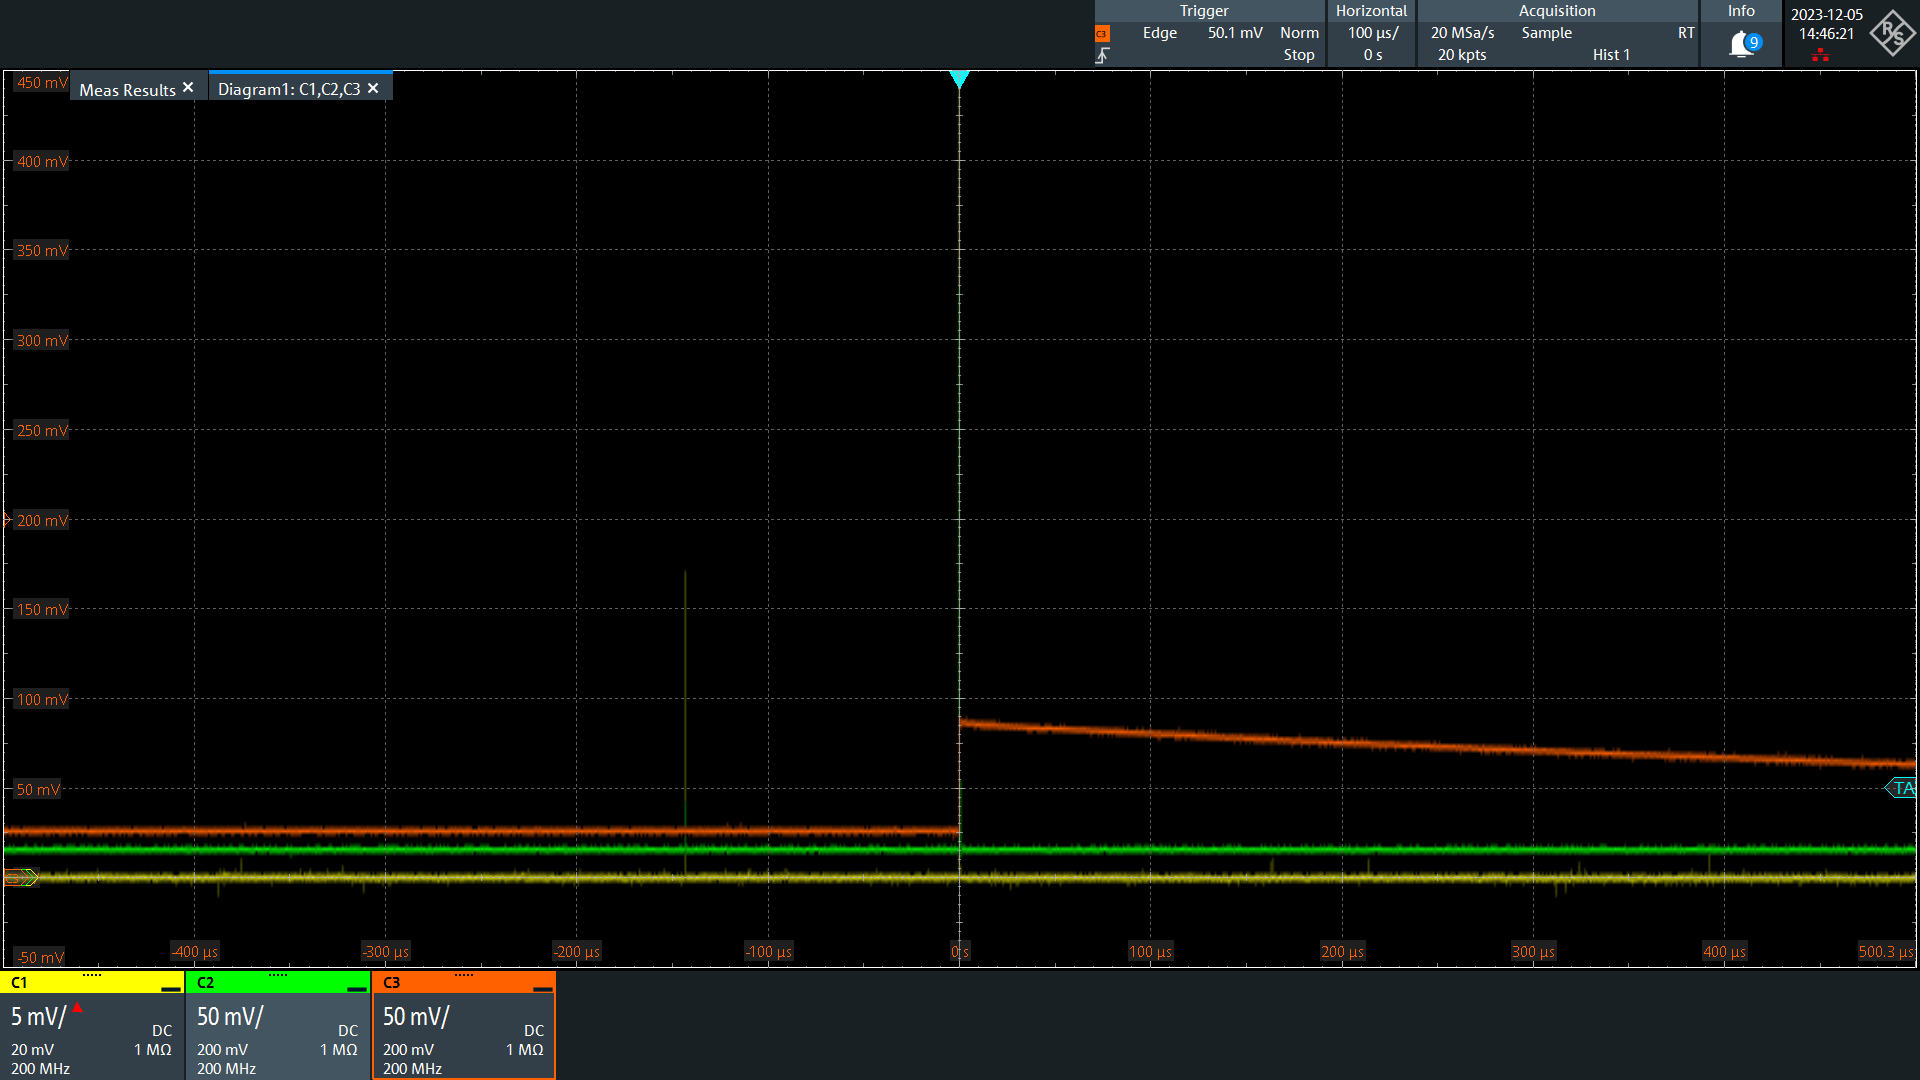 Trigger
Horizontal
Acquisition
Info
2023-12-05
14:46:21
R&S
C3
Edge
50.1 mV
Norm
Stop
100 µs/
0 s
20 MSa/s
Sample
RT
20 kpts
Hist 1
9
450 mV
Meas Results ✕
Diagram1: C1,C2,C3 ✕
400 mV
350 mV
300 mV
250 mV
200 mV
150 mV
100 mV
50 mV
TA
-50 mV
-400 µs
-300 µs
-200 µs
-100 µs
0 s
100 µs
200 µs
300 µs
400 µs
500.3 µs
C1
5 mV/
DC
20 mV
1 MΩ
200 MHz
C2
50 mV/
DC
200 mV
1 MΩ
200 MHz
C3
50 mV/
DC
200 mV
1 MΩ
200 MHz